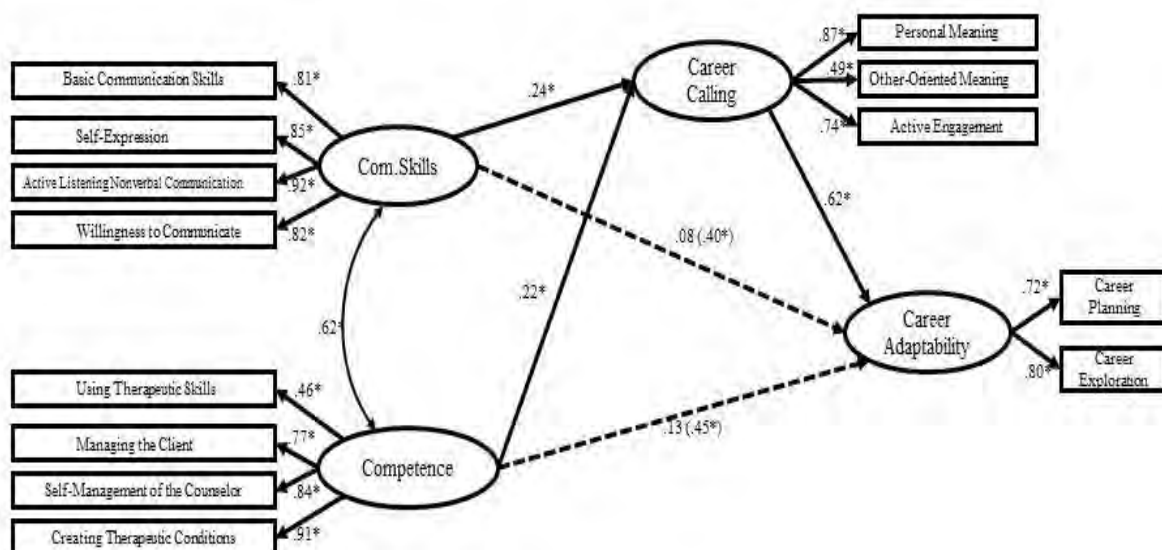 Basic Communication Skills
Self-Expression
Active Listening Nonverbal Communication
Willingness to Communicate
.81*
.85*
.92*
.82*
Com.Skills
.62*
Using Therapeutic Skills
Managing the Client
Self-Management of the Counselor
Creating Therapeutic Conditions
.46*
.77*
.84*
.91*
Competence
.24*
.22*
.08 (.40*)
.13 (.45*)
Career
Calling
.87*
.49*
.74*
Personal Meaning
Other-Oriented Meaning
Active Engagement
.62*
Career
Adaptability
.72*
.80*
Career
Planning
Career
Exploration